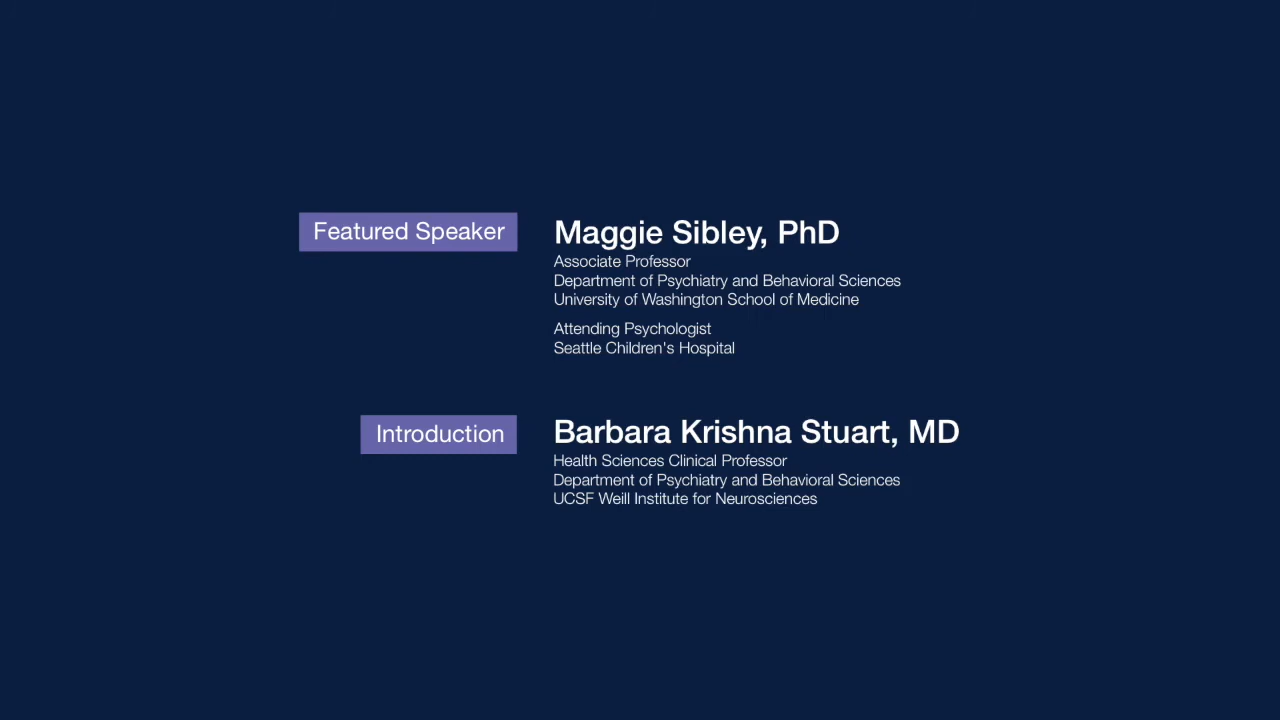 Featured Speaker
Maggie Sibley, PhD
Associate Professor
Department of Psychiatry and Behavioral Sciences
University of Washington School of Medicine
Attending Psychologist
Seattle Children's Hospital
Introduction
Barbara Krishna Stuart, MD
Health Sciences Clinical Professor
Department of Psychiatry and Behavioral Sciences
UCSF Weill Institute for Neurosciences